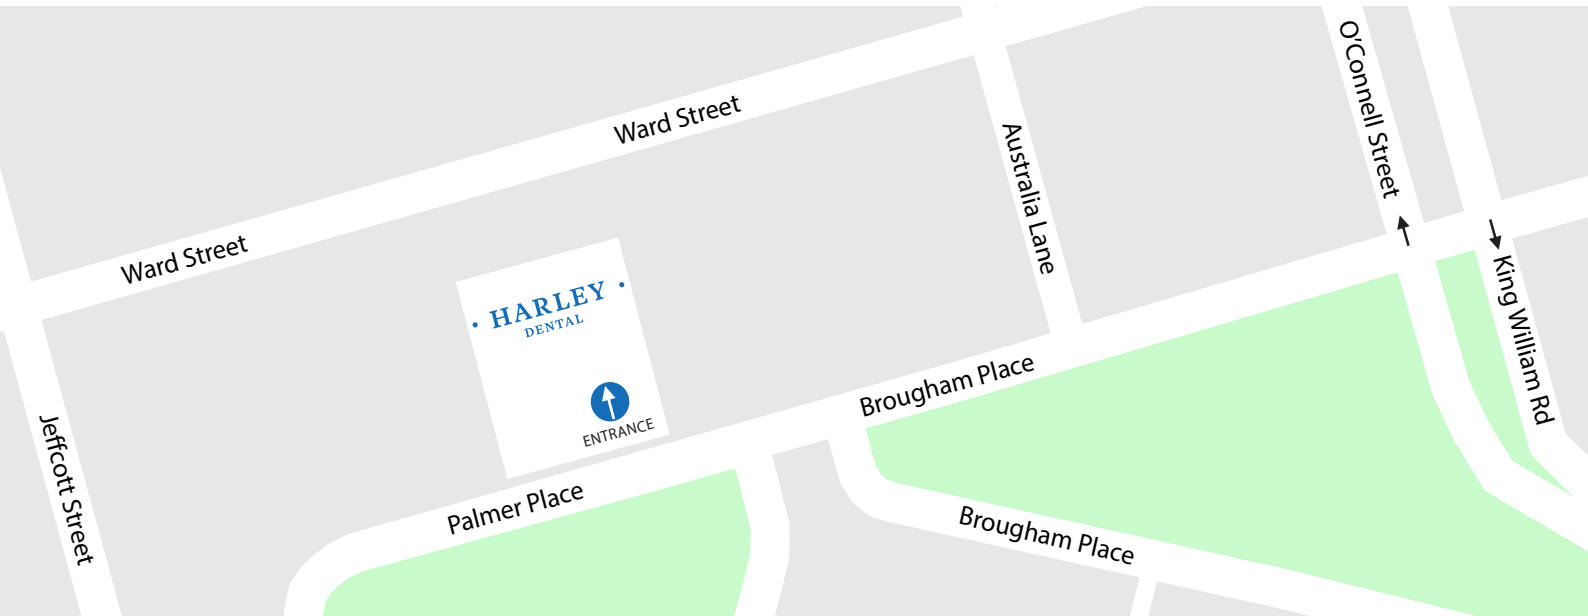 O'Connell Street
Ward Street
Australia Lane
Ward Street
King William Rd
• HARLEY •
DENTAL
Brougham Place
ENTRANCE
Jeffcott Street
Palmer Place
Brougham Place